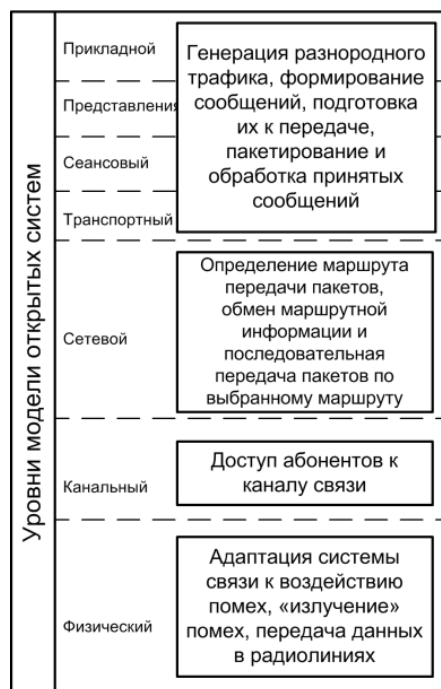 Уровни модели открытых систем
Прикладной
Представления
Сеансовый
Транспортный
Генерация разнородного
трафика, формирование
сообщений, подготовка
их к передаче,
пакетирование и
обработка принятых
сообщений
Сетевой
Определение маршрута
передачи пакетов,
обмен маршрутной
информации и
последовательная
передача пакетов по
выбранному маршруту
Канальный
Доступ абонентов к
каналу связи
Физический
Адаптация системы
связи к воздействию
помех, «излучение»
помех, передача данных
в радиолиниях